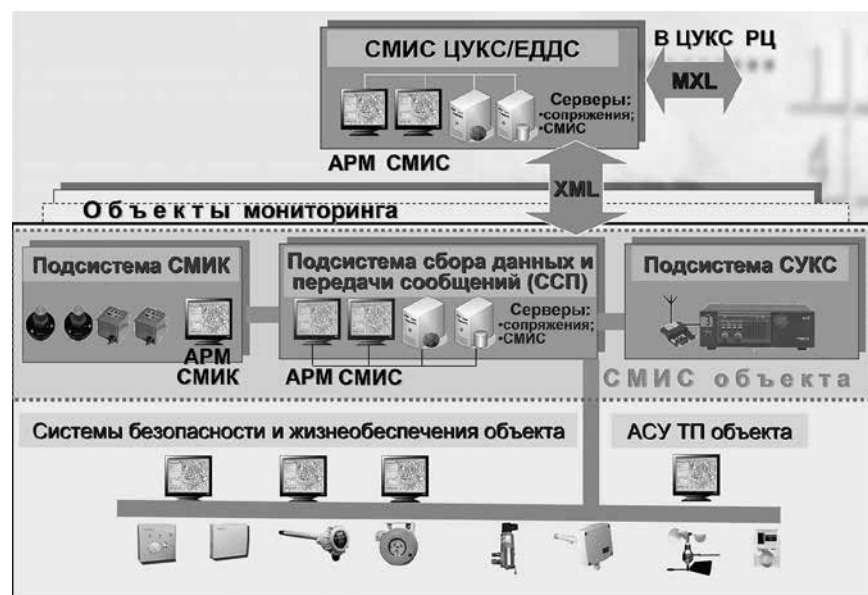 СМИС ЦУКС/ЕДДС
В ЦУКС РЦ
MXL
Серверы:
•сопряжения;
•СМИС
АРМ СМИС
XML
Объекты мониторинга
Подсистема СМИК
АРМ
СМИК
Подсистема сбора данных и
передачи сообщений (ССП)
Серверы:
•сопряжения;
•СМИС
АРМ СМИС
Подсистема СУКС
СМИС объекта
Системы безопасности и жизнеобеспечения объекта
АСУ ТП объекта